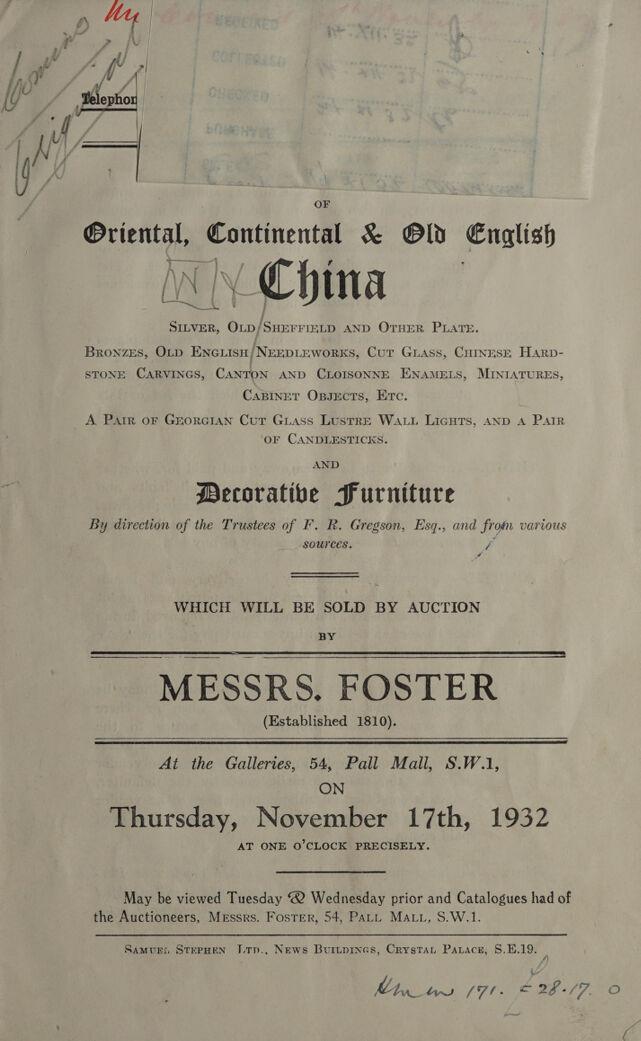 Telephon
OF
Oriental, Continental & Old English
China
SILVER, OLD SHEFFIELD AND OTHER PLATE.
BRONZES, OLD ENGLISH NEEDLEWORKS, CUT GLASS, CHINESE HARD-
STONE CARVINGS, CANTON AND CLOISONNE ENAMELS, MINIATURES,
CABINET OBJECTS, ETC.
A PAIR OF GEORGIAN CUT GLASS LUSTRE WALL LIGHTS, AND A PAIR
OF CANDLESTICKS.
AND
Decorative Furniture
By direction of the Trustees of F. R. Gregson, Esq., and from various
sources.
WHICH WILL BE SOLD BY AUCTION
BY
MESSRS. FOSTER
(Established 1810).
At the Galleries, 54, Pall Mall, S.W.1,
ON
Thursday, November 17th, 1932
AT ONE O'CLOCK PRECISELY.
May be viewed Tuesday & Wednesday prior and Catalogues had of
the Auctioneers, MESSRS. FOSTER, 54, PALL MALL, S.W.1.
SAMUEL STEPHEN LTD., NEWS BUILDINGS, CRYSTAL PALACE, S.E.19.
171. £28.17.0